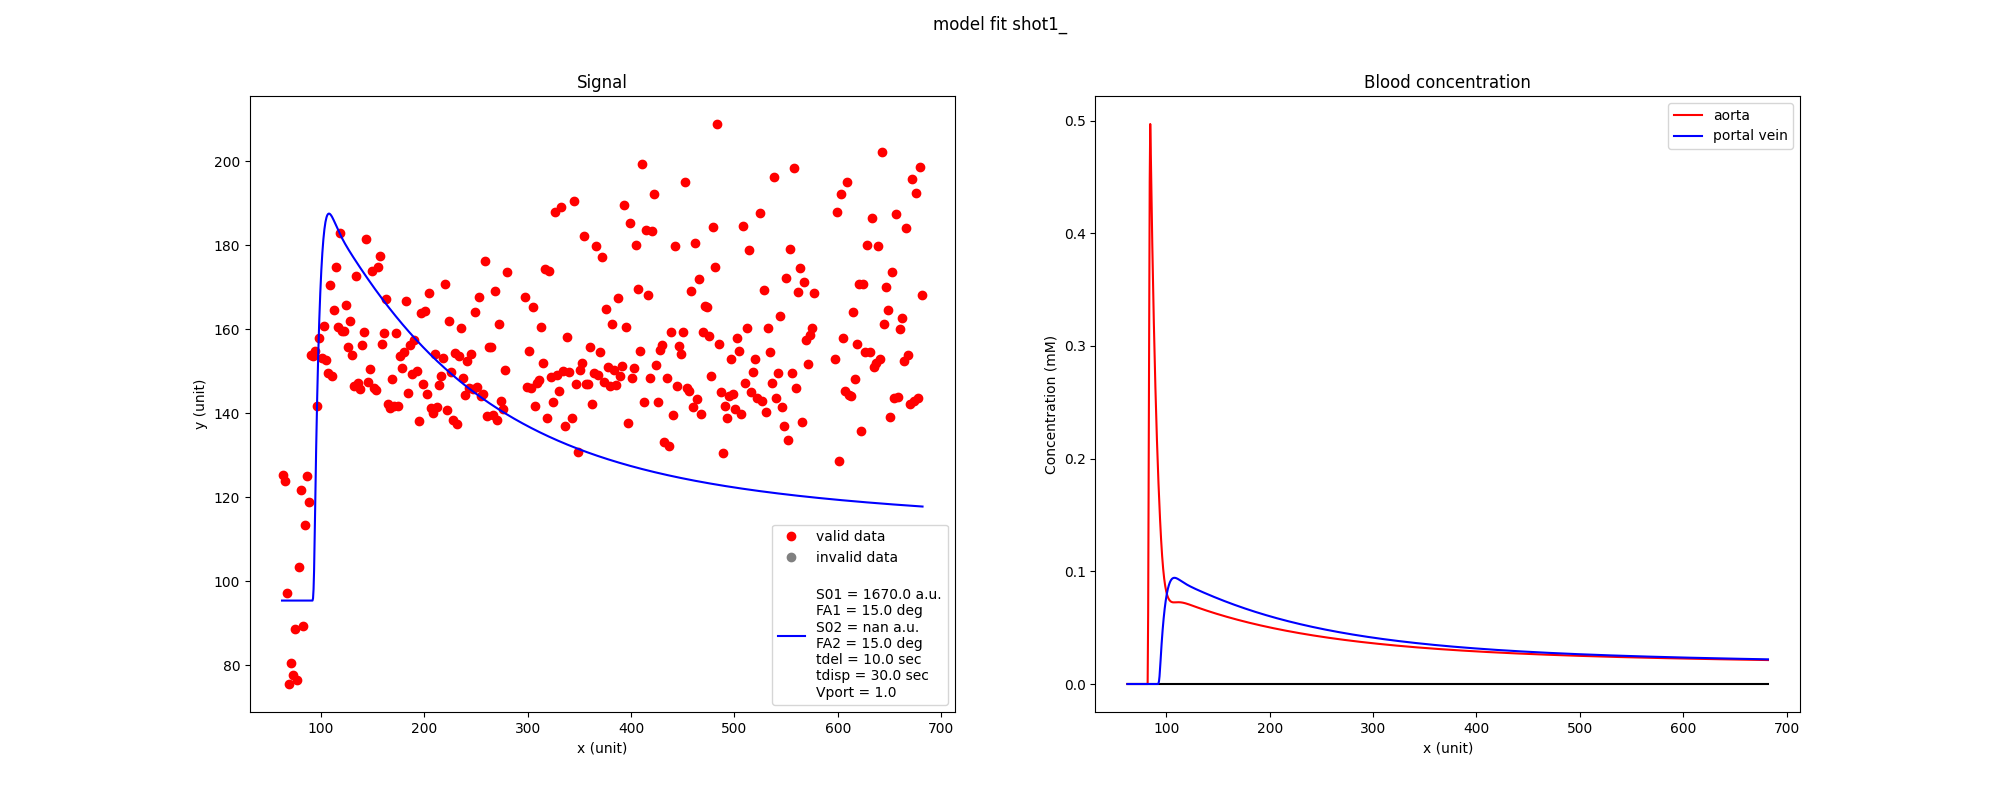 model fit shot1_
Signal
y (unit)
200
180
160
140
120
100
80
100 200 300 400 500 600 700
x (unit)
valid data
invalid data
S01 = 1670.0 a.u.
FA1 = 15.0 deg
S02 = nan a.u.
FA2 = 15.0 deg
tdel = 10.0 sec
tdisp = 30.0 sec
Vport = 1.0
Blood concentration
Concentration (mM)
0.5
0.4
0.3
0.2
0.1
0.0
100 200 300 400 500 600 700
x (unit)
aorta
portal vein